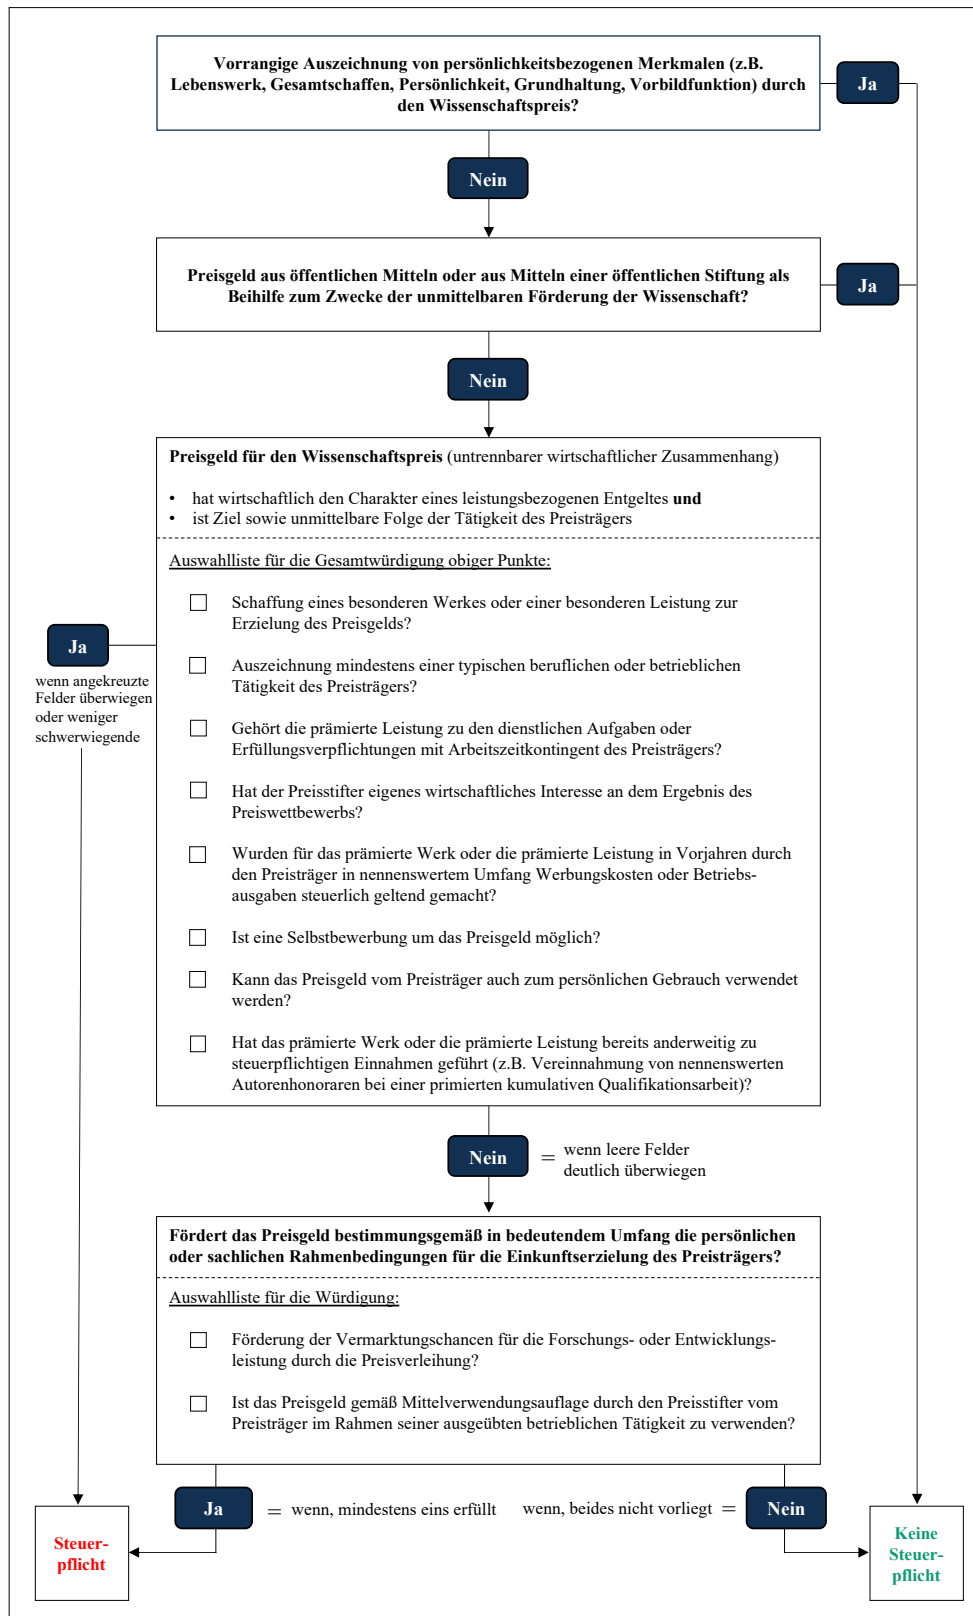 Vorrangige Auszeichnung von persönlichkeitsbezogenen Merkmalen (z.B.
Lebenswerk, Gesamtschaffen, Persönlichkeit, Grundhaltung, Vorbildfunktion) durch
den Wissenschaftspreis?
Ja
Nein
Preisgeld aus öffentlichen Mitteln oder aus Mitteln einer öffentlichen Stiftung als
Beihilfe zum Zwecke der unmittelbaren Förderung der Wissenschaft?
Ja
Nein
Preisgeld für den Wissenschaftspreis (untrennbarer wirtschaftlicher Zusammenhang)
• hat wirtschaftlich den Charakter eines leistungsbezogenen Entgeltes und
• ist Ziel sowie unmittelbare Folge der Tätigkeit des Preisträgers
Auswahlliste für die Gesamtwürdigung obiger Punkte:
Schaffung eines besonderen Werkes oder einer besonderen Leistung zur
Erzielung des Preisgelds?
Auszeichnung mindestens einer typischen beruflichen oder betrieblichen
Tätigkeit des Preisträgers?
Gehört die prämierte Leistung zu den dienstlichen Aufgaben oder
Erfüllungsverpflichtungen mit Arbeitszeitkontingent des Preisträgers?
Hat der Preisstifter eigenes wirtschaftliches Interesse an dem Ergebnis des
Preiswettbewerbs?
Wurden für das prämierte Werk oder die prämierte Leistung in Vorjahren durch
den Preisträger in nennenswertem Umfang Werbungskosten oder Betriebs-
ausgaben steuerlich geltend gemacht?
Ist eine Selbstbewerbung um das Preisgeld möglich?
Kann das Preisgeld vom Preisträger auch zum persönlichen Gebrauch verwendet
werden?
Hat das prämierte Werk oder die prämierte Leistung bereits anderweitig zu
steuerpflichtigen Einnahmen geführt (z.B. Vereinnahmung von nennenswerten
Autorenhonoraren bei einer primierten kumulativen Qualifikationsarbeit)?
Ja
wenn angekreuzte
Felder überwiegen
oder weniger
schwerwiegende
Nein
= wenn leere Felder
deutlich überwiegen
Fördert das Preisgeld bestimmungsgemäß in bedeutendem Umfang die persönlichen
oder sachlichen Rahmenbedingungen für die Einkunftserzielung des Preisträgers?
Auswahlliste für die Würdigung:
Förderung der Vermarktungschancen für die Forschungs- oder Entwicklungs-
leistung durch die Preisverleihung?
Ist das Preisgeld gemäß Mittelverwendungsauflage durch den Preisstifter vom
Preisträger im Rahmen seiner ausgeübten betrieblichen Tätigkeit zu verwenden?
Ja = wenn, mindestens eins erfüllt
wenn, beides nicht vorliegt = Nein
Steuer-
pflicht
Keine
Steuer-
pflicht